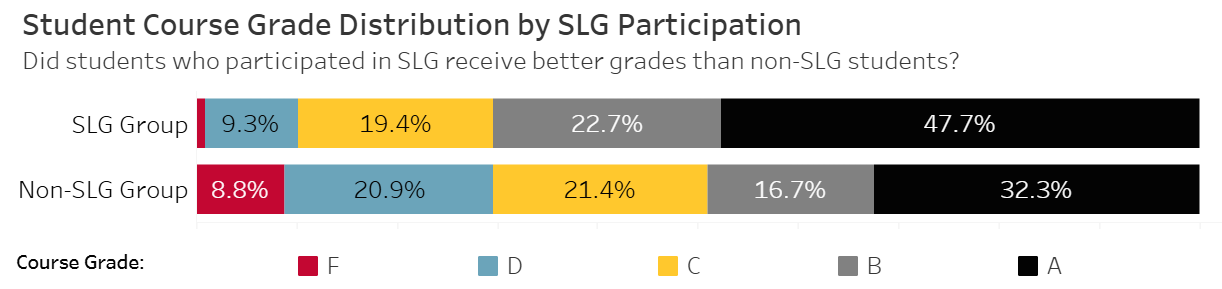 Student Course Grade Distribution by SLG Participation
Did students who participated in SLG receive better grades than non-SLG students?
SLG Group 9.3% 19.4% 22.7% 47.7%
Non-SLG Group 8.8% 20.9% 21.4% 16.7% 32.3%
Course Grade: F D C B A